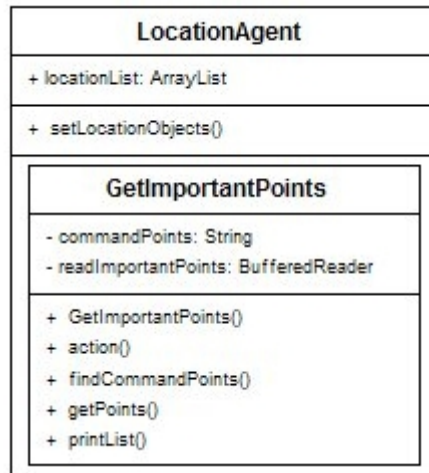 LocationAgent
+ locationList: ArrayList
+ setLocationObjects()
GetImportantPoints
- commandPoints: String
- readImportantPoints: BufferedReader
+ GetImportantPoints()
+ action()
+ findCommandPoints()
+ getPoints()
+ printList()